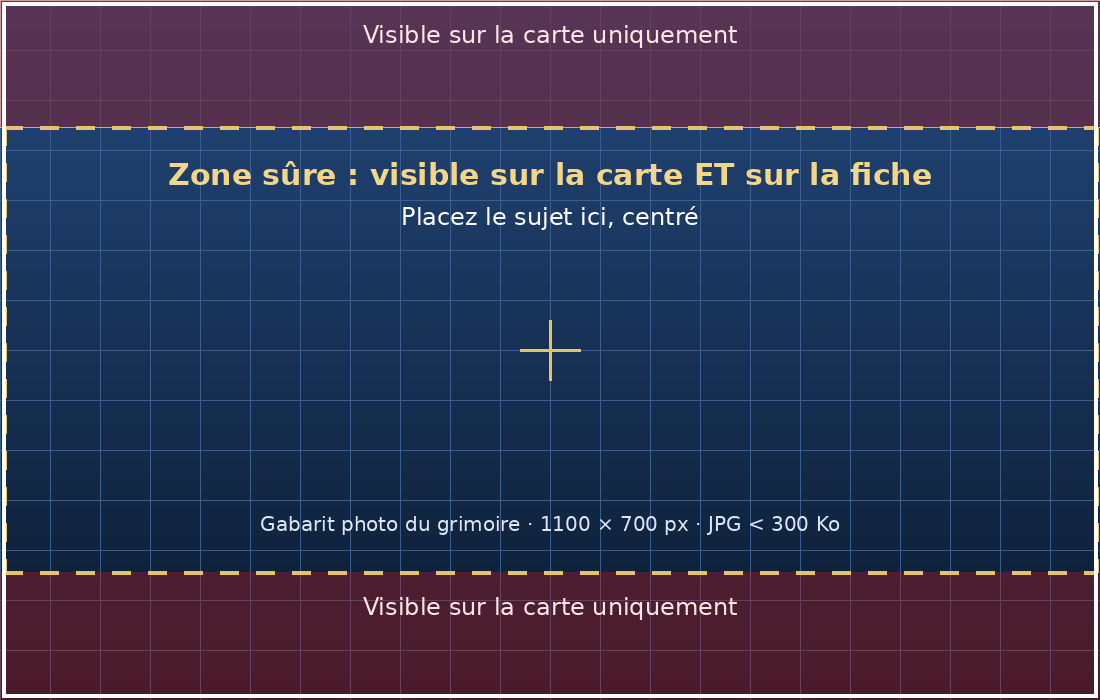 Visible sur la carte uniquement
Zone sûre : visible sur la carte ET sur la fiche
Placez le sujet ici, centré
Gabarit photo du grimoire · 1100 × 700 px · JPG < 300 Ko
Visible sur la carte uniquement